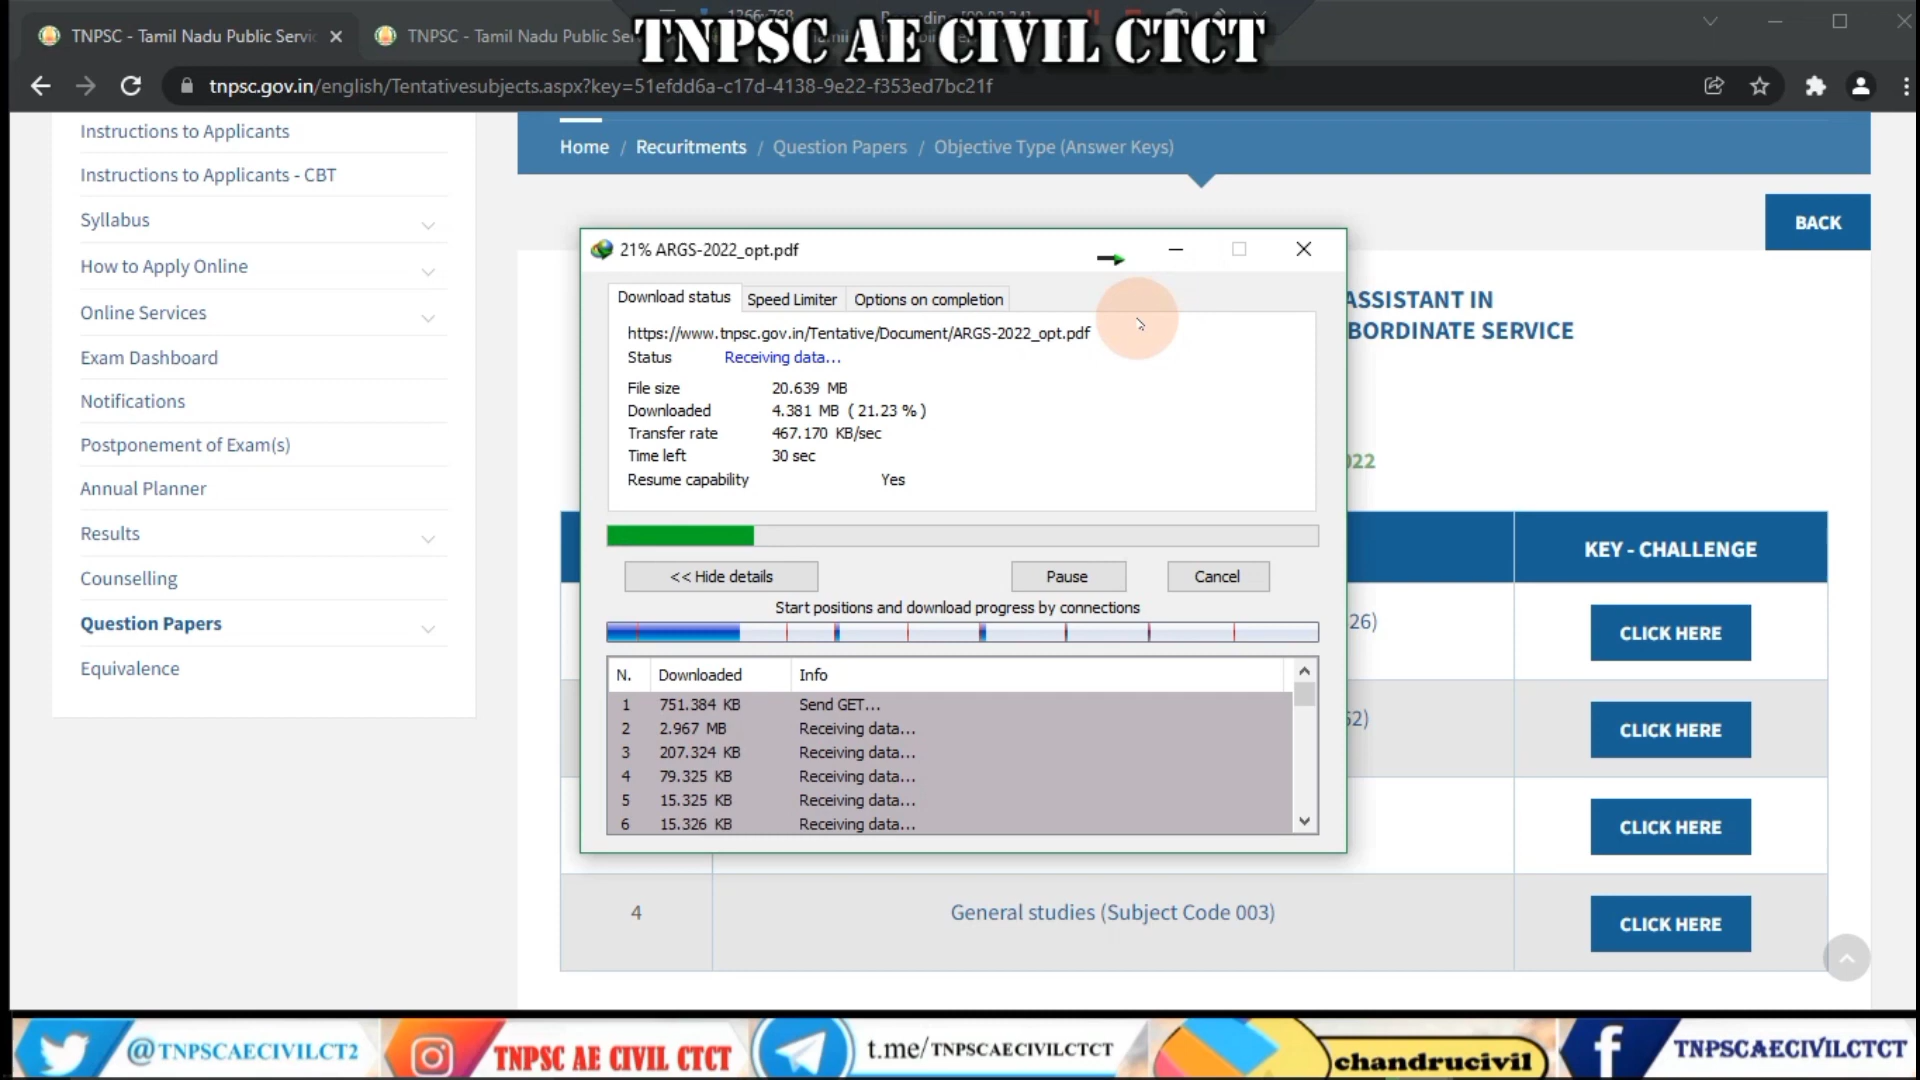 TNPSC AE CIVIL CTCT
TNPSC - Tamil Nadu Public Servic
TNPSC - Tamil Nadu Public Ser
tnpsc.gov.in/english/Tentativesubjects.aspx?key=51efdd6a-c17d-4138-9e22-f353ed7bc21f
Instructions to Applicants
Instructions to Applicants - CBT
Syllabus
How to Apply Online
Online Services
Exam Dashboard
Notifications
Postponement of Exam(s)
Annual Planner
Results
Counselling
Question Papers
Equivalence
Home / Recuritments / Question Papers / Objective Type (Answer Keys)
BACK
ASSISTANT IN
BORDINATE SERVICE
022
21% ARGS-2022_opt.pdf
Download status
Speed Limiter
Options on completion
https://www.tnpsc.gov.in/Tentative/Document/ARGS-2022_opt.pdf
Status Receiving data...
File size 20.639 MB
Downloaded 4.381 MB ( 21.23 % )
Transfer rate 467.170 KB/sec
Time left 30 sec
Resume capability Yes
<< Hide details
Pause
Cancel
Start positions and download progress by connections
N. Downloaded Info
1 751.384 KB Send GET...
2 2.967 MB Receiving data...
3 207.324 KB Receiving data...
4 79.325 KB Receiving data...
5 15.325 KB Receiving data...
6 15.326 KB Receiving data...
KEY - CHALLENGE
26)
CLICK HERE
52)
CLICK HERE
CLICK HERE
4 General studies (Subject Code 003)
CLICK HERE
@TNPSCAECIVILCT2
TNPSC AE CIVIL CTCT
t.me/TNPSCAECIVILCTCT
chandrucivil
TNPSCAECIVILCTCT